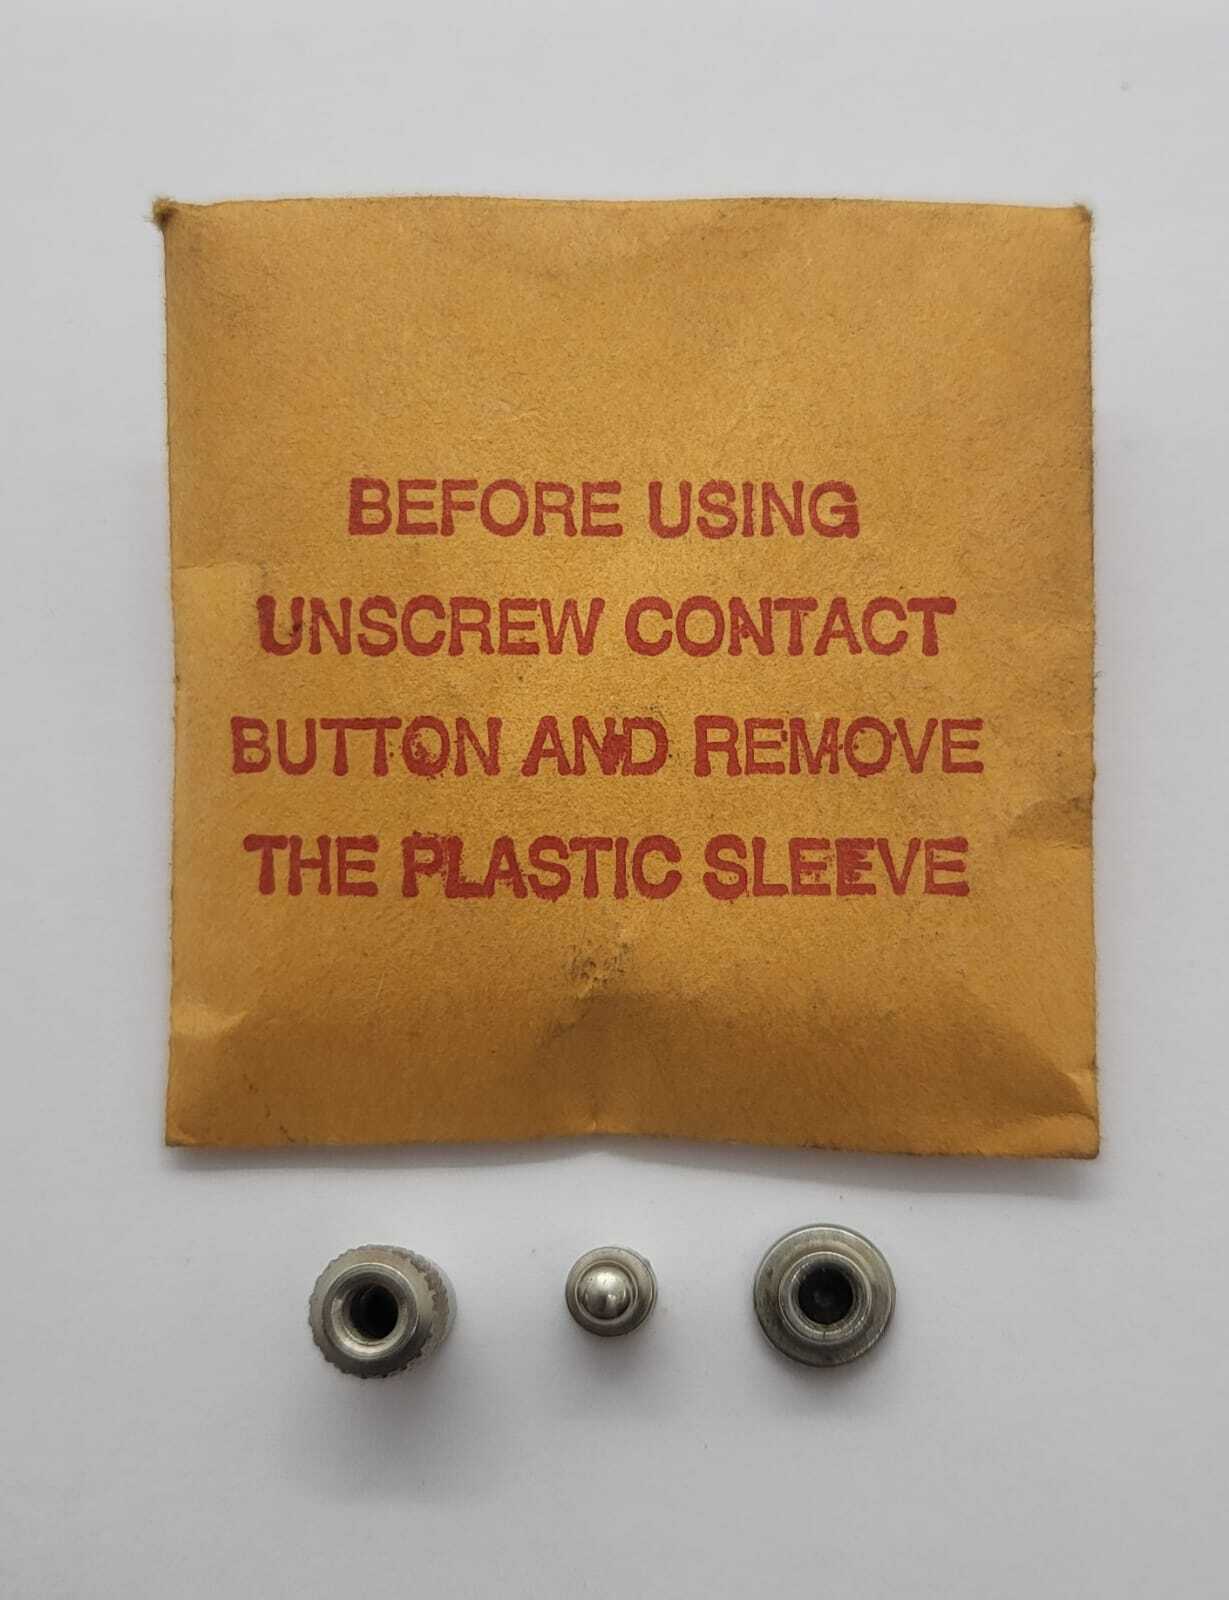 BEFORE USING
UNSCREW CONTACT
BUTTON AND REMOVE
THE PLASTIC SLEEVE